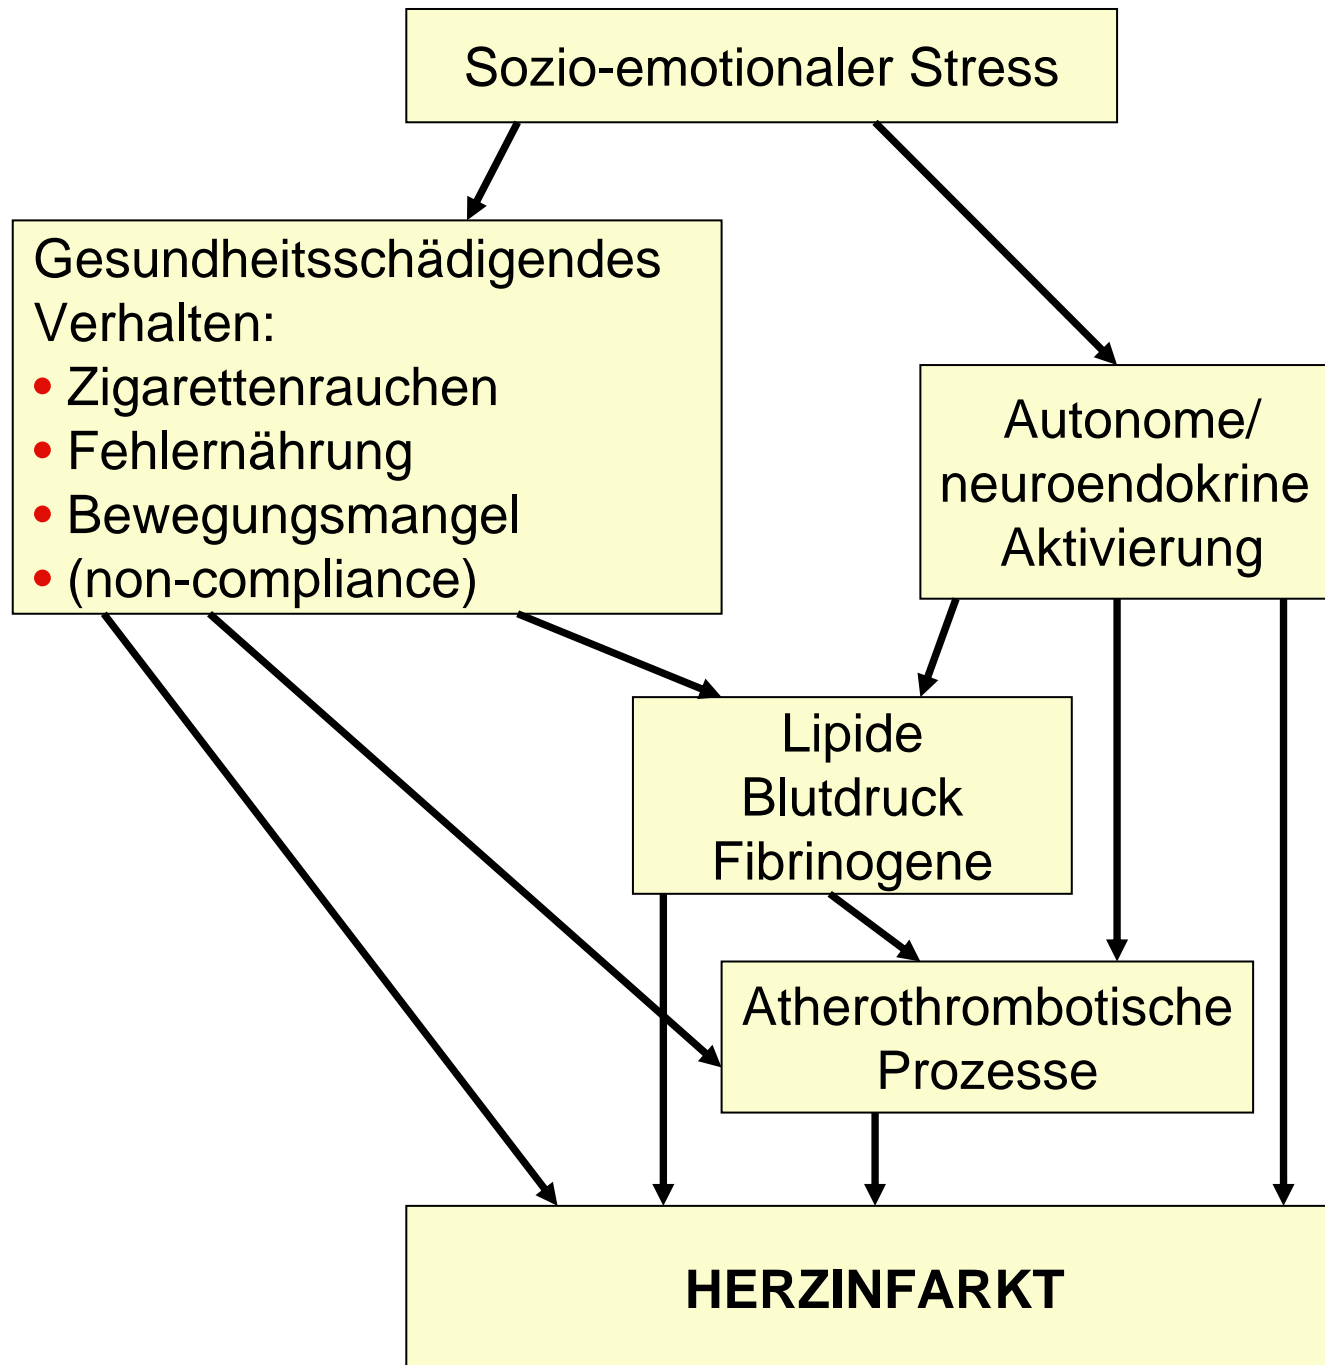 Sozio-emotionaler Stress
Gesundheitsschädigendes
Verhalten:
• Zigarettenrauchen
• Fehlernährung
• Bewegungsmangel
• (non-compliance)
Autonome/
neuroendokrine
Aktivierung
Lipide
Blutdruck
Fibrinogene
Atherothrombotische
Prozesse
HERZINFARKT